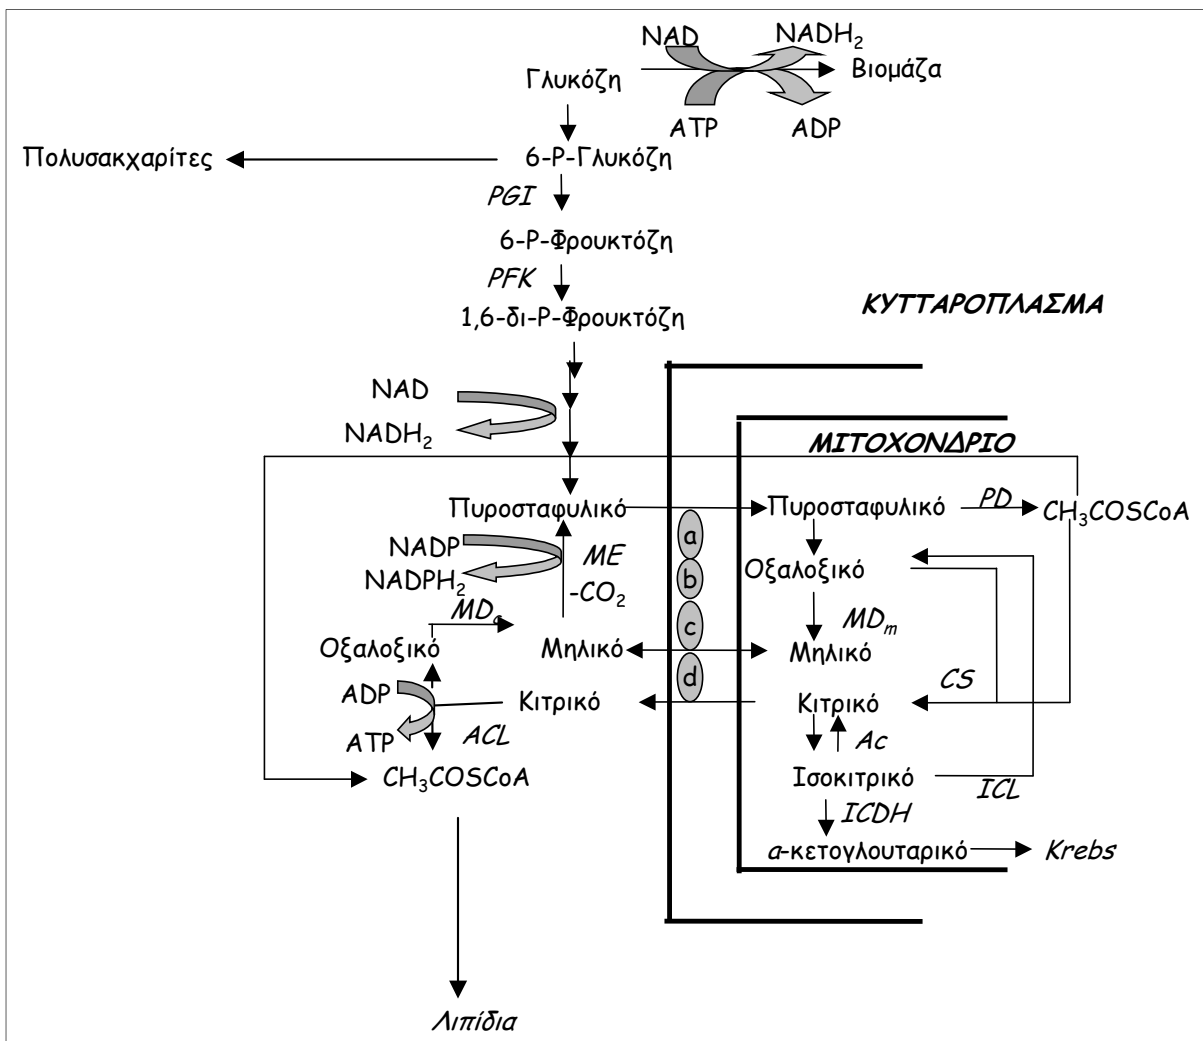 NAD NADH₂
Γλυκόζη Βιομάζα
ATP ADP
Πολυσακχαρίτες 6-P-Γλυκόζη
PGI
6-P-Φρουκτόζη
PFK
1,6-δι-P-Φρουκτόζη
ΚΥΤΤΑΡΟΠΛΑΣΜΑ
NAD
NADH₂
ΜΙΤΟΧΟΝΔΡΙΟ
Πυροσταφυλικό Πυροσταφυλικό PD CH₃COSCoA
a
NADP ME
NADPH₂ -CO₂
b Οξαλοξικό
MDc c MDm
Οξαλοξικό Μηλικό Μηλικό
d CS
ADP Κιτρικό Κιτρικό
ATP ACL Ac
CH₃COSCoA Ισοκιτρικό ICL
ICDH
α-κετογλουταρικό Krebs
Λιπίδια